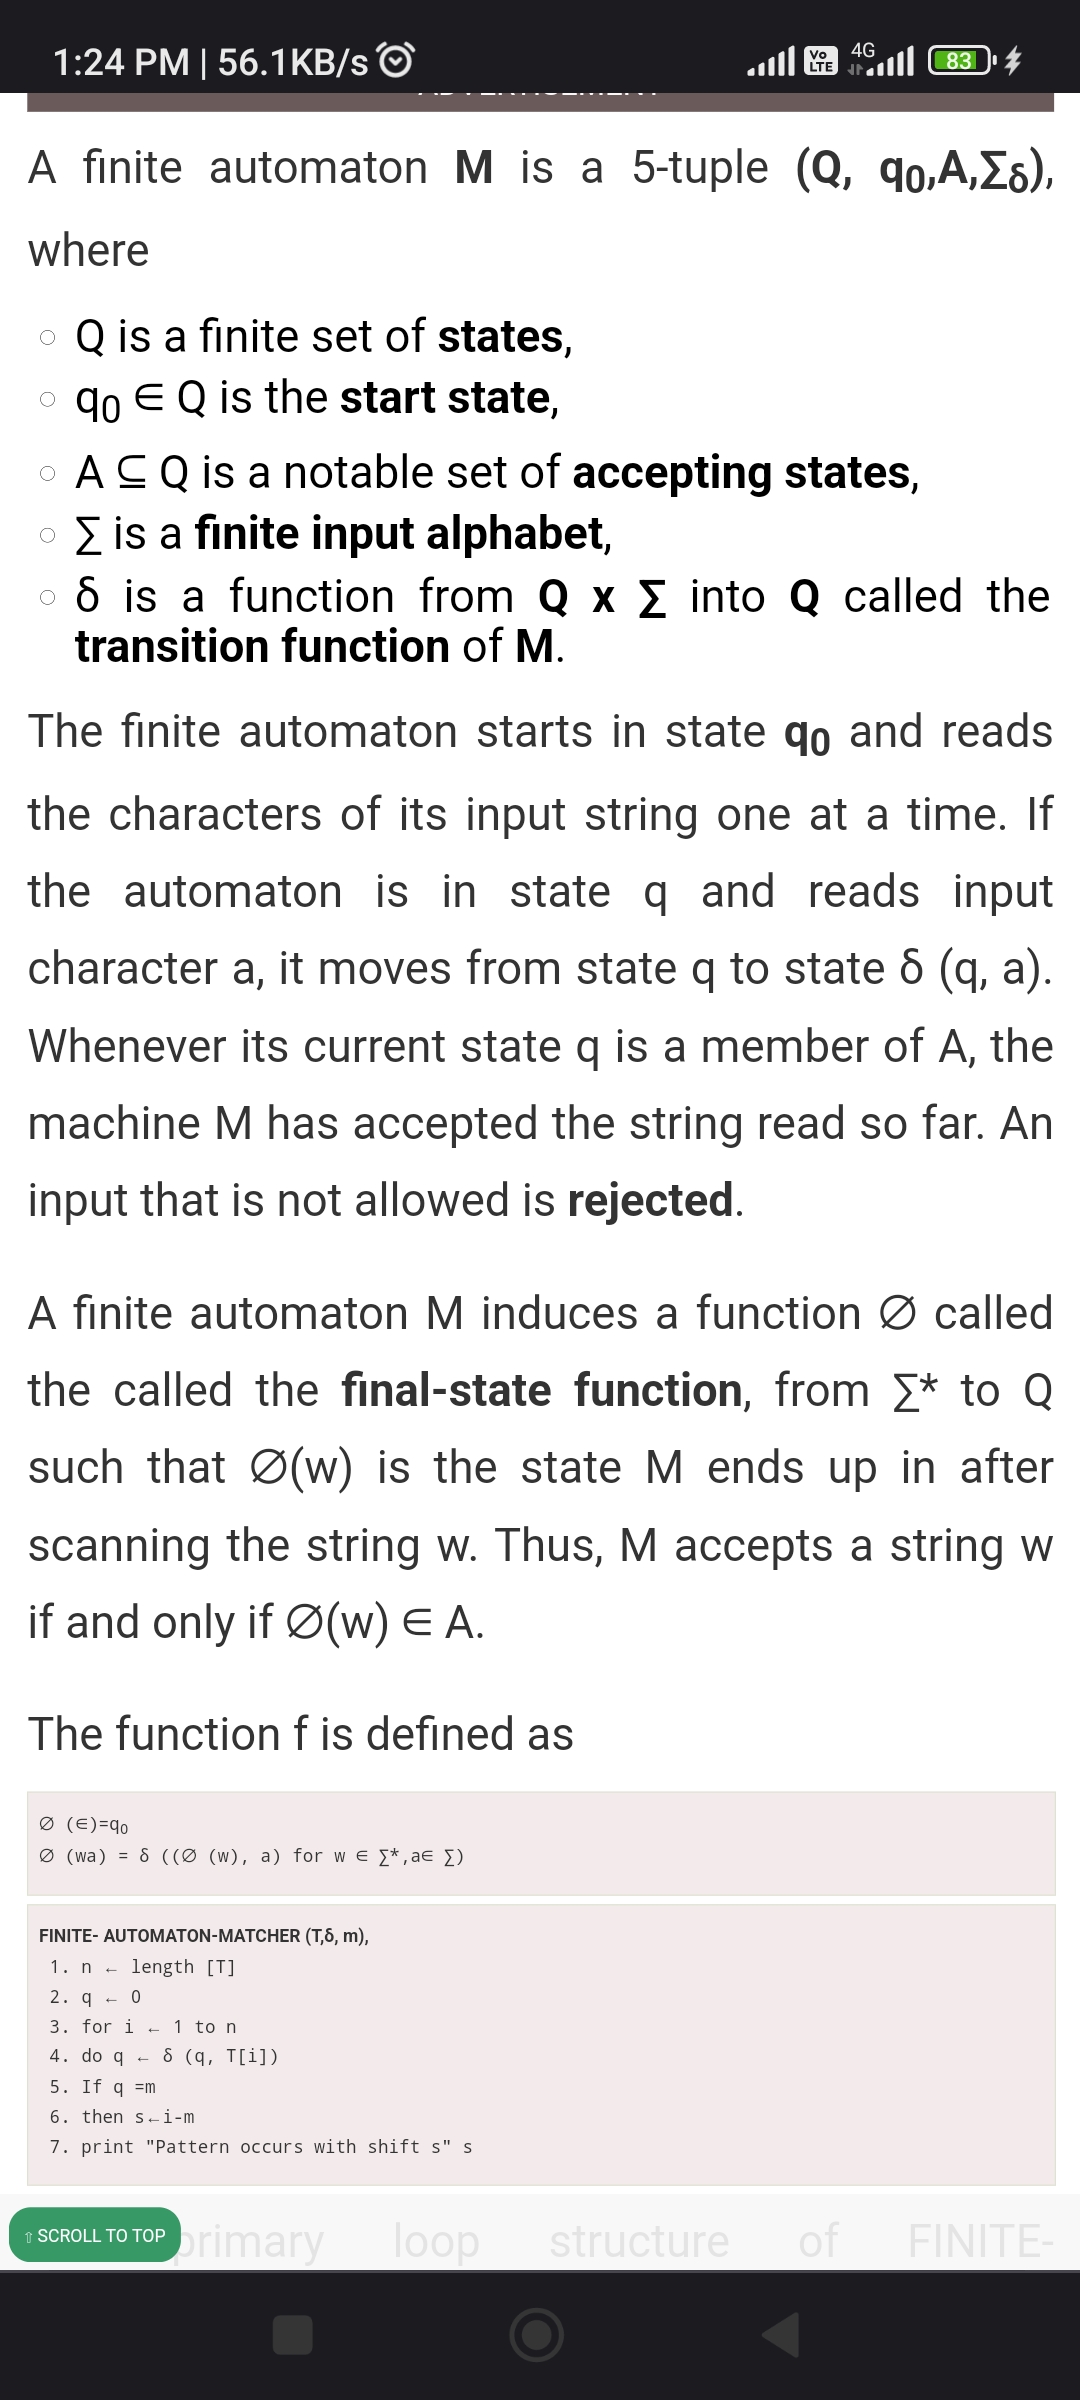 1:24 PM | 56.1KB/s
Vo LTE 4G 83
ADVERTISEMENT
A finite automaton M is a 5-tuple (Q, q0,A,∑δ),
where
Q is a finite set of states,
q0 ∈ Q is the start state,
A ⊆ Q is a notable set of accepting states,
∑ is a finite input alphabet,
δ is a function from Q x ∑ into Q called the
transition function of M.
The finite automaton starts in state q0 and reads
the characters of its input string one at a time. If
the automaton is in state q and reads input
character a, it moves from state q to state δ (q, a).
Whenever its current state q is a member of A, the
machine M has accepted the string read so far. An
input that is not allowed is rejected.
A finite automaton M induces a function ∅ called
the called the final-state function, from ∑* to Q
such that ∅(w) is the state M ends up in after
scanning the string w. Thus, M accepts a string w
if and only if ∅(w) ∈ A.
The function f is defined as
∅ (∈)=q0
∅ (wa) = δ ((∅ (w), a) for w ∈ ∑*,a∈ ∑)
FINITE- AUTOMATON-MATCHER (T,δ, m),
1. n ← length [T]
2. q ← 0
3. for i ← 1 to n
4. do q ← δ (q, T[i])
5. If q =m
6. then s←i-m
7. print "Pattern occurs with shift s" s
⇧ SCROLL TO TOP
primary loop structure of FINITE-